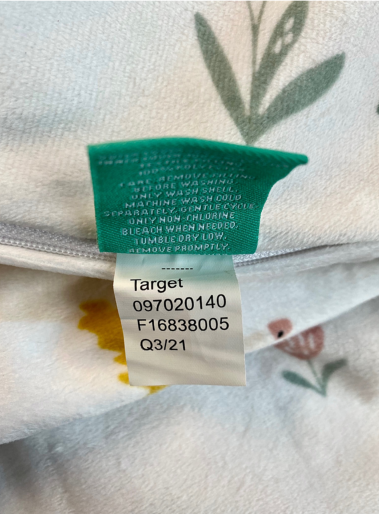 CARE: REMOVE
BEFORE WASHING.
ONLY WASH SHELL.
MACHINE WASH COLD
SEPARATELY, GENTLE CYCLE.
ONLY NON-CHLORINE
BLEACH WHEN NEEDED.
TUMBLE DRY LOW.
REMOVE PROMPTLY.
-------
Target
097020140
F16838005
Q3/21